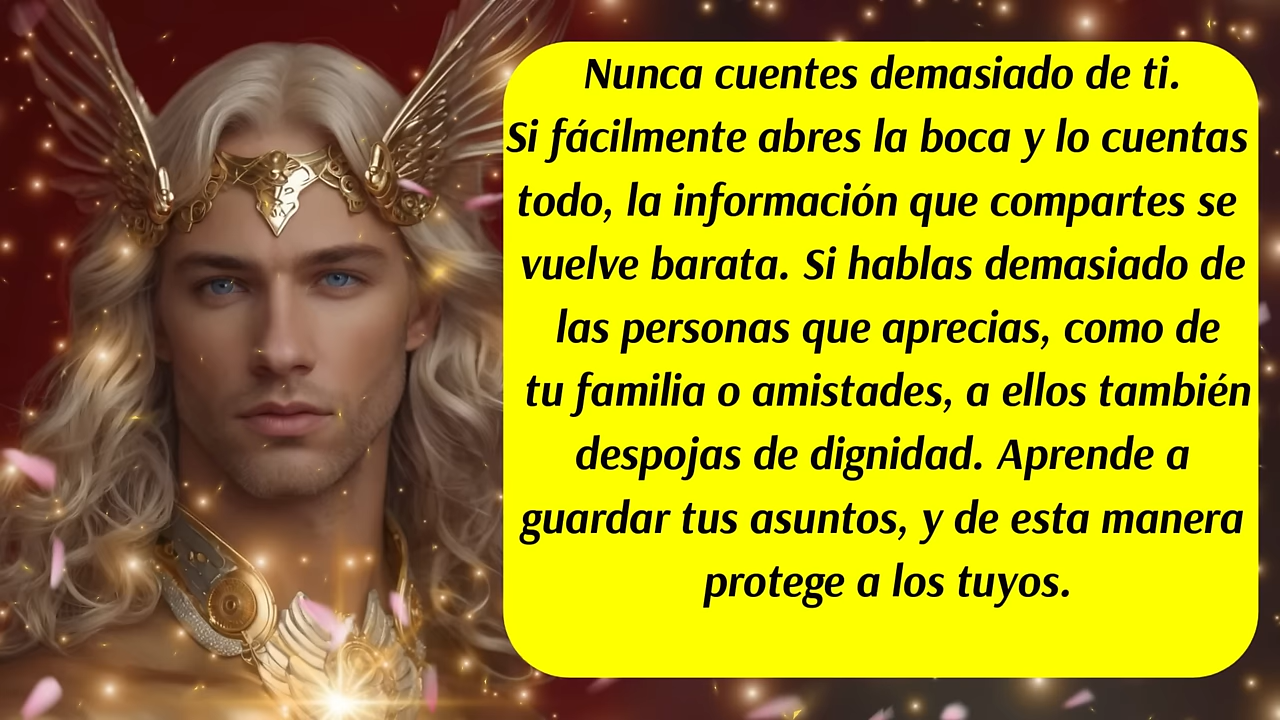 Nunca cuentes demasiado de ti.
Si fácilmente abres la boca y lo cuentas
todo, la información que compartes se
vuelve barata. Si hablas demasiado de
las personas que aprecias, como de
tu familia o amistades, a ellos también
despojas de dignidad. Aprende a
guardar tus asuntos, y de esta manera
protege a los tuyos.